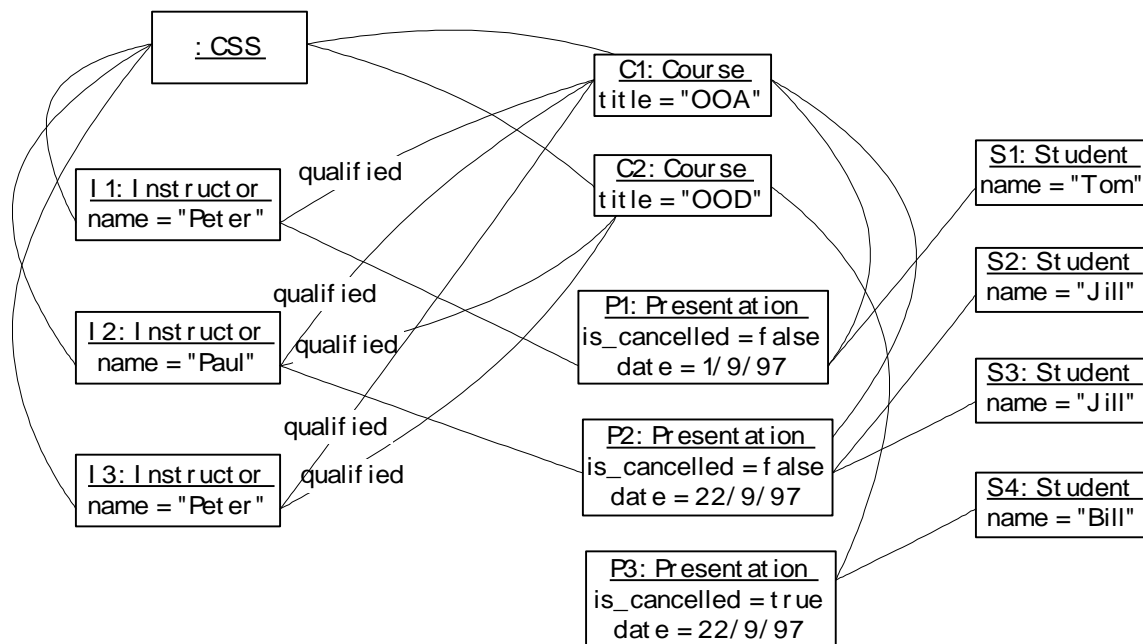 : CSS
C1: Course
title = "OOA"
C2: Course
title = "OOD"
S1: Student
name = "Tom"
I1: Instructor
name = "Peter"
qualified
S2: Student
name = "Jill"
qualified
P1: Presentation
is_cancelled = false
date = 1/9/97
I2: Instructor
name = "Paul"
qualified
S3: Student
name = "Jill"
qualified
P2: Presentation
is_cancelled = false
date = 22/9/97
I3: Instructor
name = "Peter"
qualified
S4: Student
name = "Bill"
P3: Presentation
is_cancelled = true
date = 22/9/97